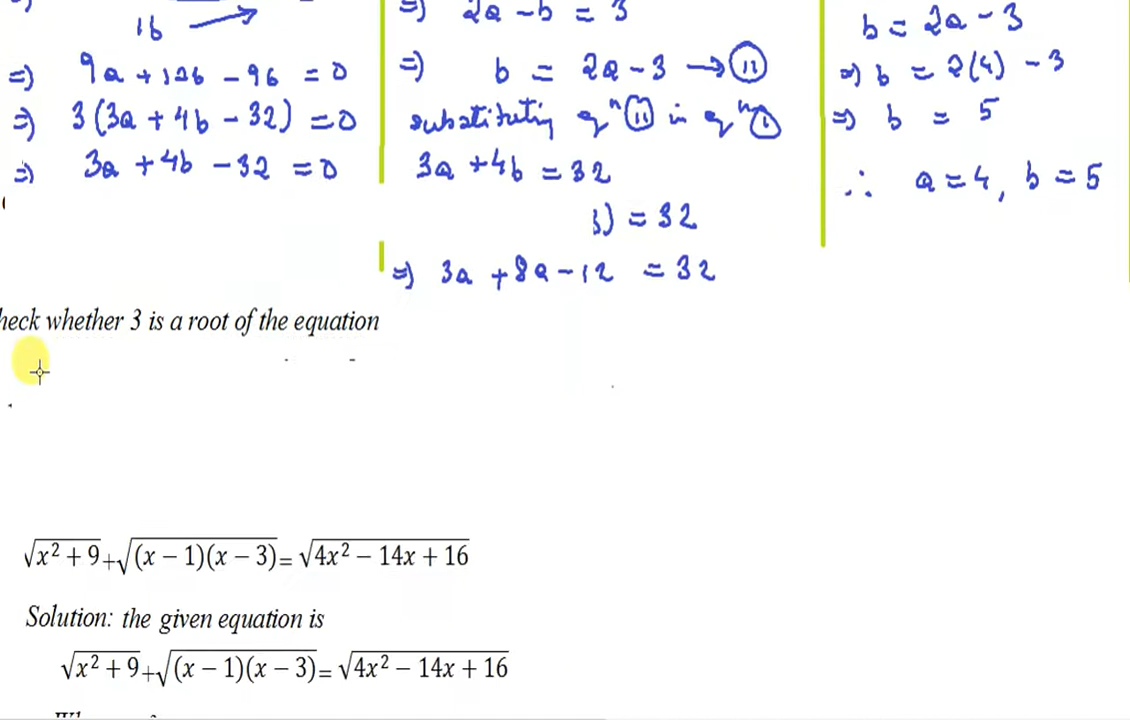 16
=) 9a + 12b - 96 = 0
=) 3(3a + 4b - 32) = 0
=) 3a + 4b - 32 = 0
=) 2a - b = 3
=) b = 2a - 3 → (11)
substituting eqⁿ (11) in eqⁿ (1)
3a + 4b = 32
3) = 32
=) 3a + 8a - 12 = 32
b = 2a - 3
=) b = 2(4) - 3
=) b = 5
∴ a = 4, b = 5
heck whether 3 is a root of the equation
√x² + 9+√(x − 1)(x − 3)= √4x² − 14x + 16
Solution: the given equation is
√x² + 9+√(x − 1)(x − 3)= √4x² − 14x + 16